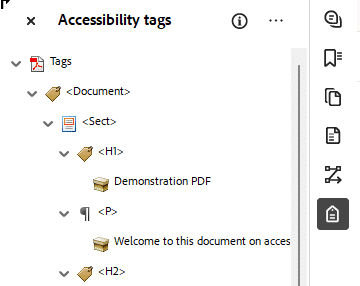 Accessibility tags
Tags
<Document>
<Sect>
<H1>
Demonstration PDF
<P>
Welcome to this document on acces
<H2>